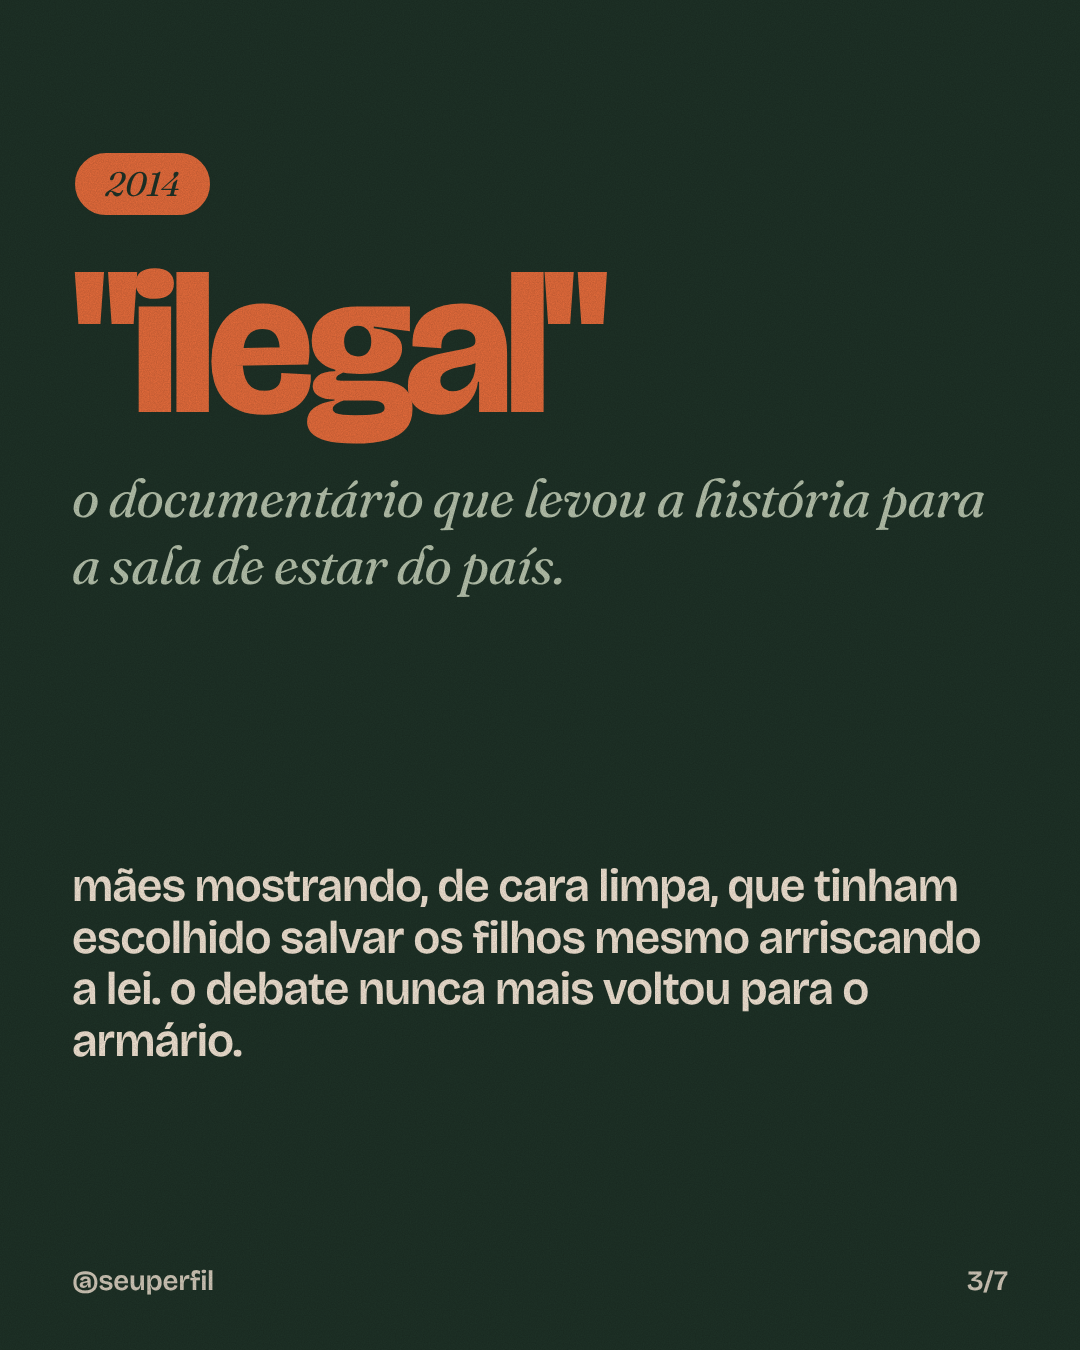 2014
"ilegal"
o documentário que levou a história para
a sala de estar do país.
mães mostrando, de cara limpa, que tinham
escolhido salvar os filhos mesmo arriscando
a lei. o debate nunca mais voltou para o
armário.
@seuperfil
3/7